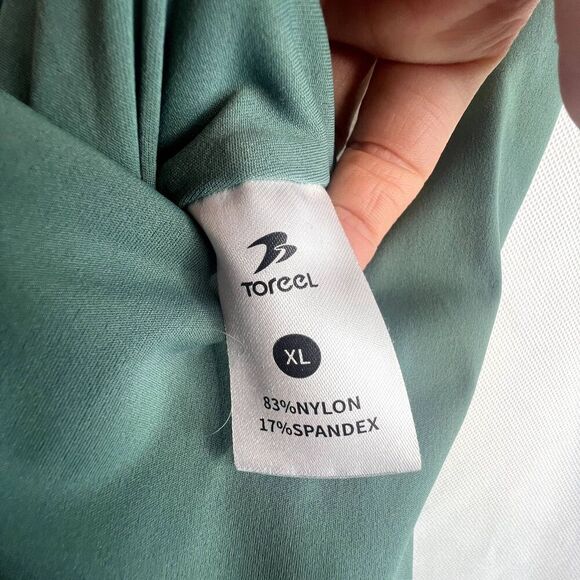 Toreel
XL
83%NYLON
17%SPANDEX